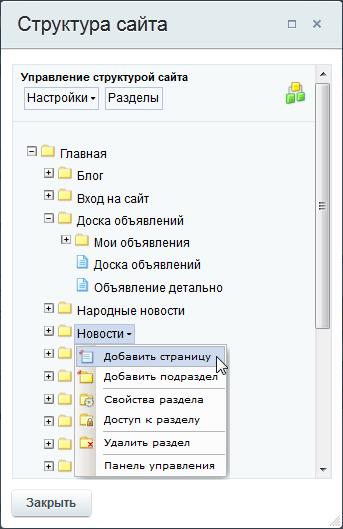 Структура сайта
Управление структурой сайта
Настройки Разделы
Главная
Блог
Вход на сайт
Доска объявлений
Мои объявления
Доска объявлений
Объявление детально
Народные новости
Новости
Добавить страницу
Добавить подраздел
Свойства раздела
Доступ к разделу
Удалить раздел
Панель управления
Закрыть